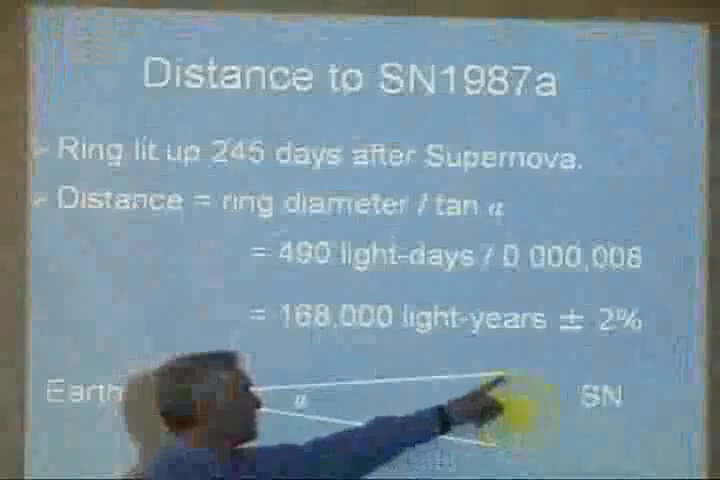 Distance to SN1987a
Ring lit up 245 days after Supernova.
Distance = ring diameter / tan α
= 490 light-days / 0.000,008
= 168,000 light-years ± 2%
Earth
α
SN